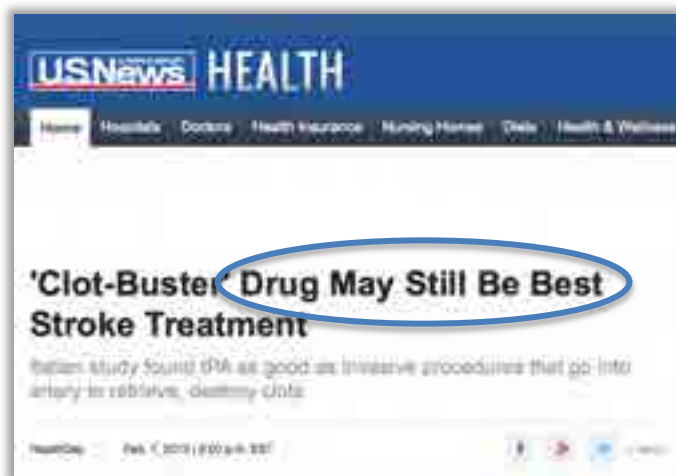 USNews HEALTH
Home Hospitals Doctors Health Insurance Nursing Homes Diets Health & Wellness
'Clot-Buster' Drug May Still Be Best
Stroke Treatment
Italian study found tPA as good as invasive procedures that go into
artery to retrieve, destroy clots
HealthDay Feb.